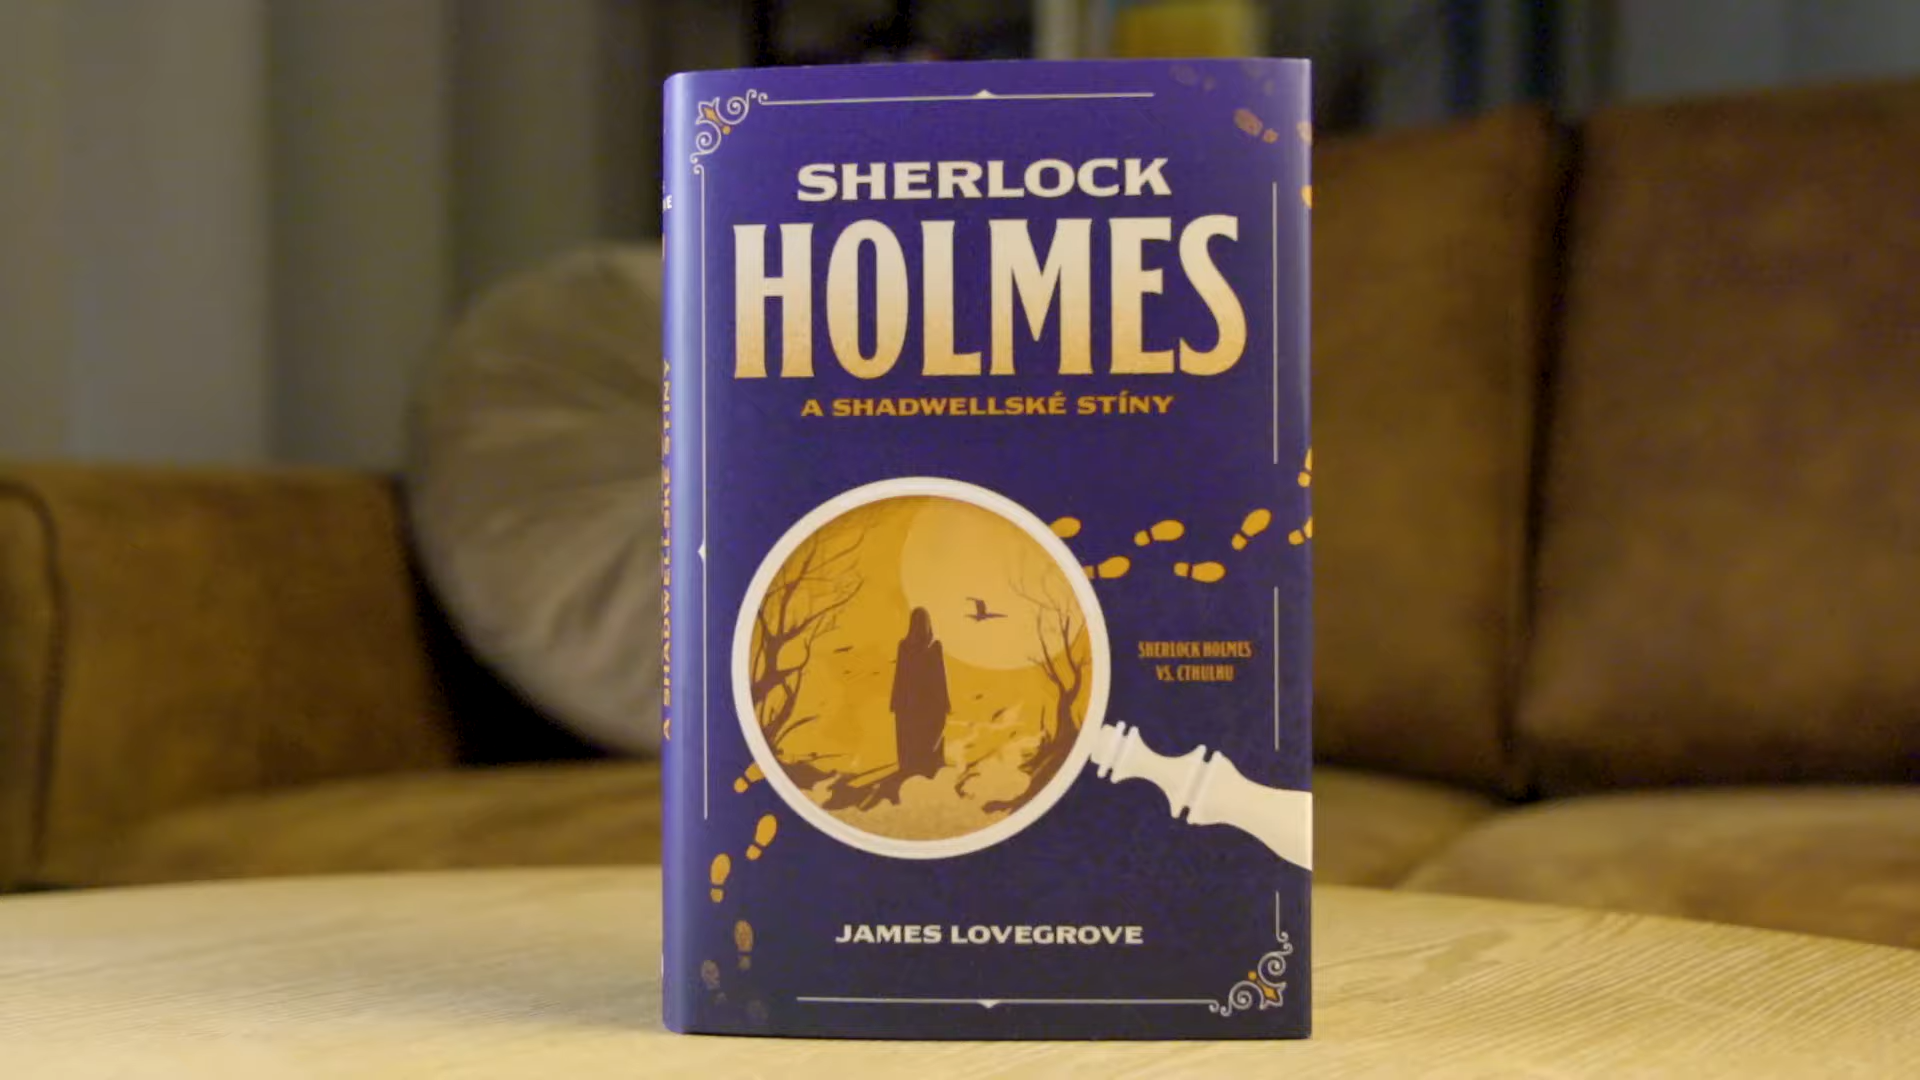 SHERLOCK
HOLMES
A SHADWELLSKÉ STÍNY
SHERLOCK HOLMES
VS. CTHULHU
JAMES LOVEGROVE
A SHADWELLSKÉ STÍNY